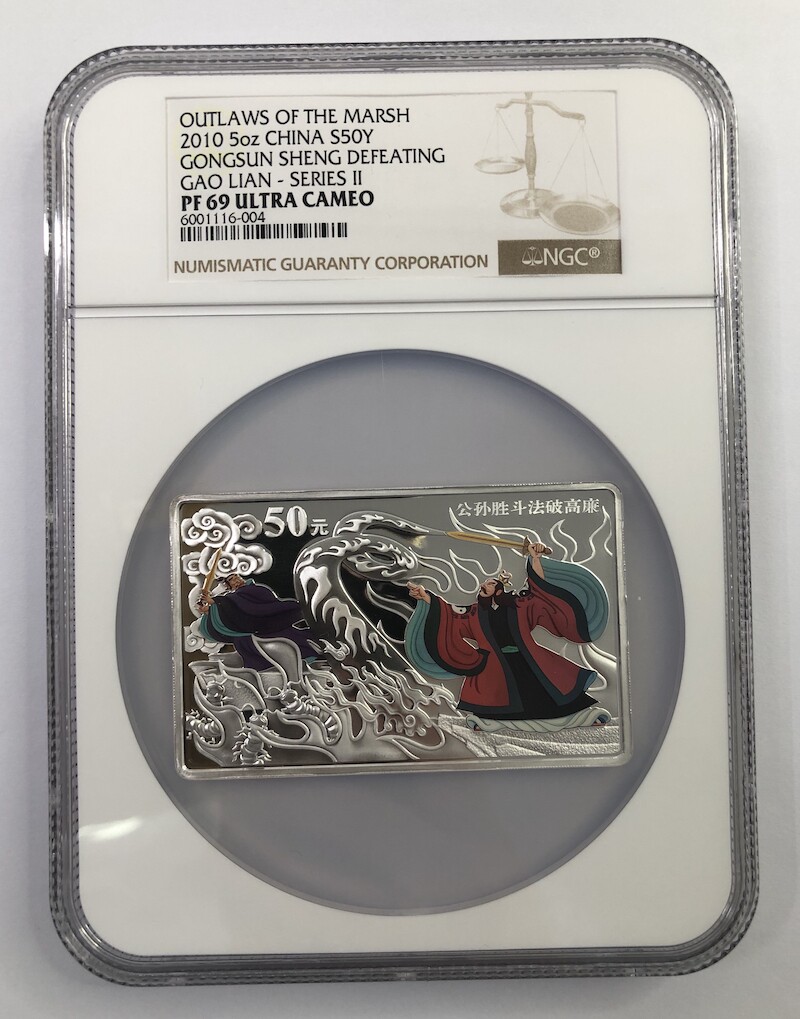 OUTLAWS OF THE MARSH
2010 5oz CHINA S50Y
GONGSUN SHENG DEFEATING
GAO LIAN - SERIES II
PF 69 ULTRA CAMEO
6001116-004
NUMISMATIC GUARANTY CORPORATION
NGC®
50元
公孙胜斗法破高廉